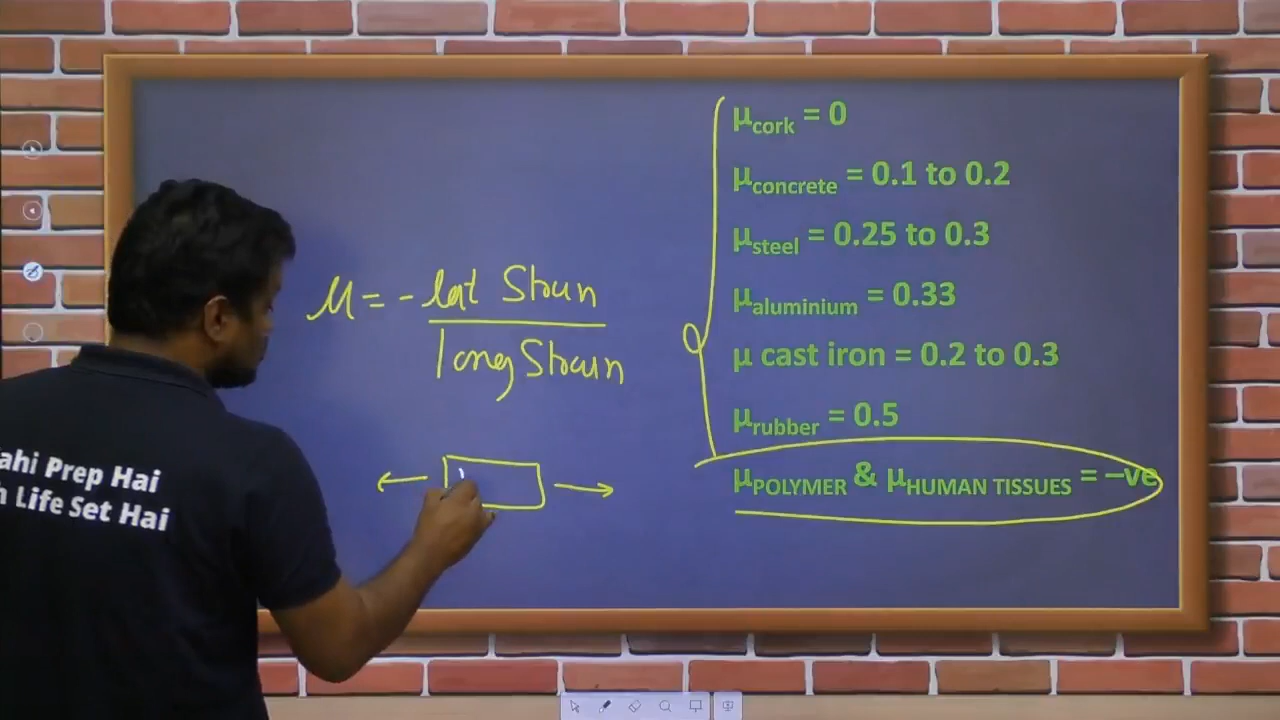 μcork = 0
μconcrete = 0.1 to 0.2
μsteel = 0.25 to 0.3
μ = - lat Strain
long Strain
μaluminium = 0.33
μ cast iron = 0.2 to 0.3
μrubber = 0.5
μPOLYMER & μHUMAN TISSUES = –ve
ahi Prep Hai
h Life Set Hai